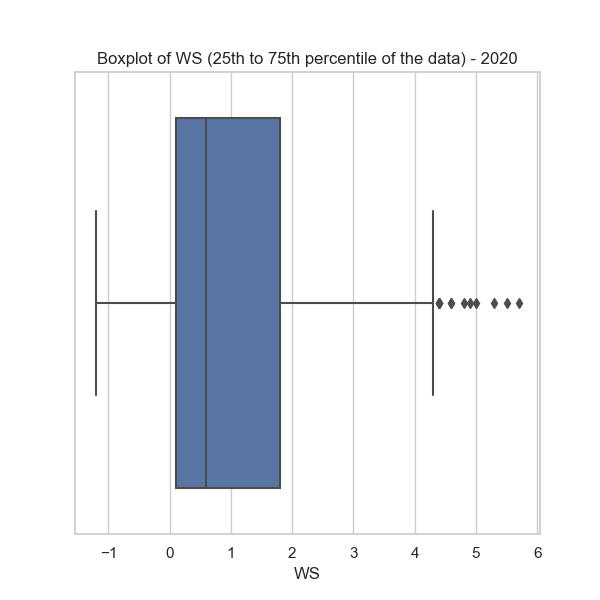 Boxplot of WS (25th to 75th percentile of the data) - 2020
−1 0 1 2 3 4 5 6
WS